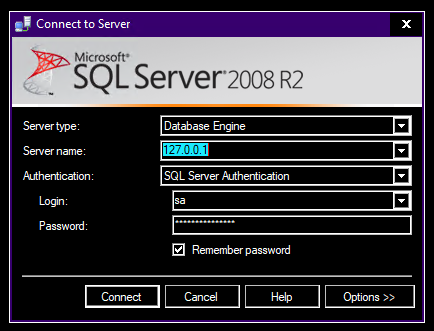 Connect to Server
Microsoft®
SQL Server® 2008 R2
Server type: Database Engine
Server name: 127.0.0.1
Authentication: SQL Server Authentication
Login: sa
Password: ***************
Remember password
Connect Cancel Help Options >>